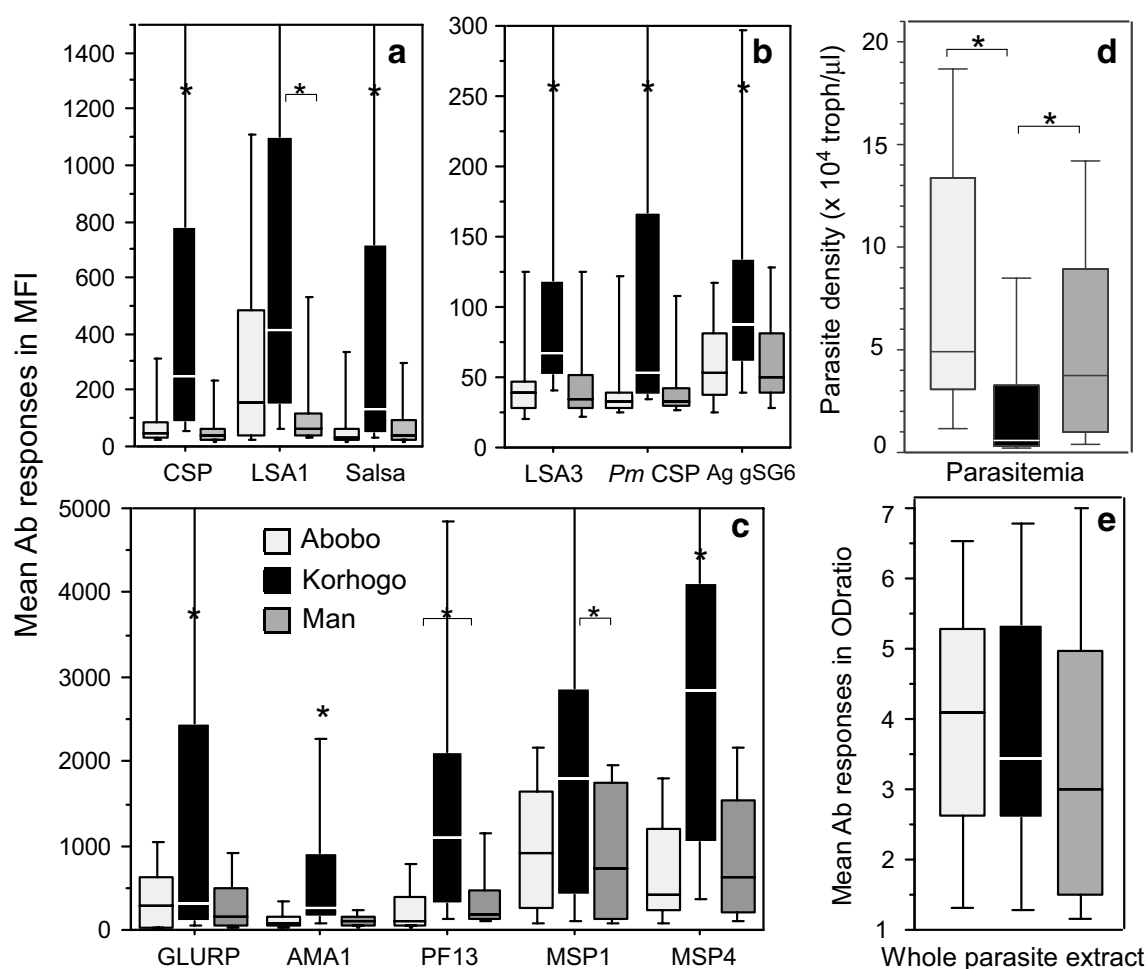 Mean Ab responses in MFI
a
1400
1200
1000
800
600
400
200
0
*
*
*
CSP LSA1 Salsa
b
300
250
200
150
100
50
0
* * *
LSA3 Pm CSP Ag gSG6
d
Parasite density (x 10⁴ troph/µl)
20
15
10
5
0
*
*
Parasitemia
c
5000
4000
3000
2000
1000
0
Abobo
Korhogo
Man
*
*
*
*
*
GLURP AMA1 PF13 MSP1 MSP4
e
Mean Ab responses in ODratio
7
6
5
4
3
2
1
Whole parasite extract